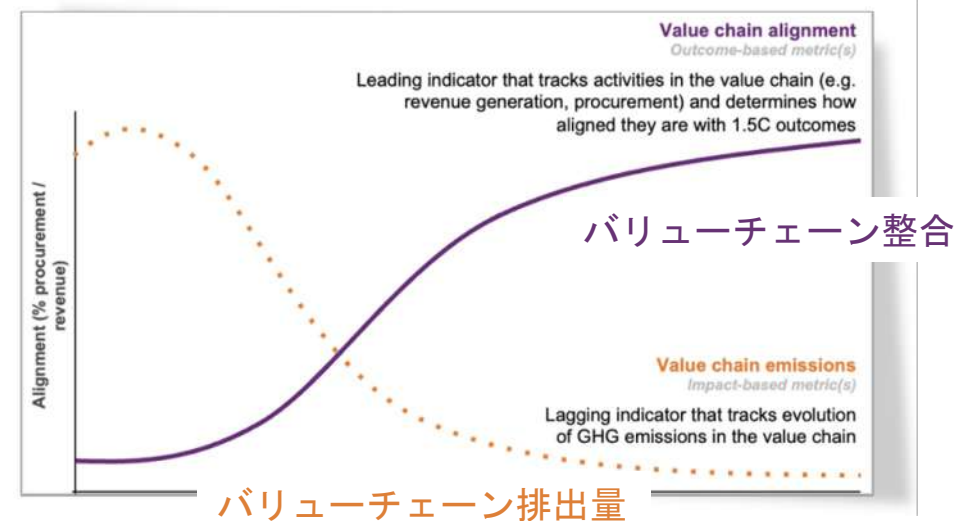 Value chain alignment
Outcome-based metric(s)
Leading indicator that tracks activities in the value chain (e.g.
revenue generation, procurement) and determines how
aligned they are with 1.5C outcomes
バリューチェーン整合
Alignment (% procurement /
revenue)
Value chain emissions
Impact-based metric(s)
Lagging indicator that tracks evolution
of GHG emissions in the value chain
バリューチェーン排出量